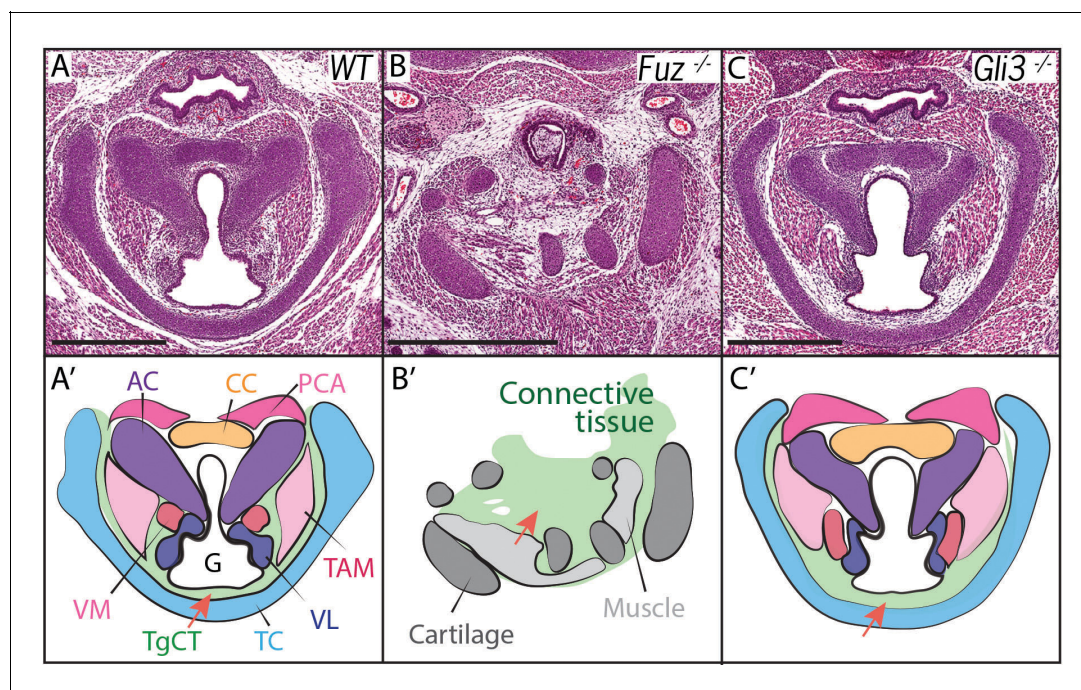 A
WT
B
Fuz -/-
C
Gli3 -/-
A'
AC
CC
PCA
G
VM
TAM
TgCT
TC
VL
B'
Connective
tissue
Muscle
Cartilage
C'